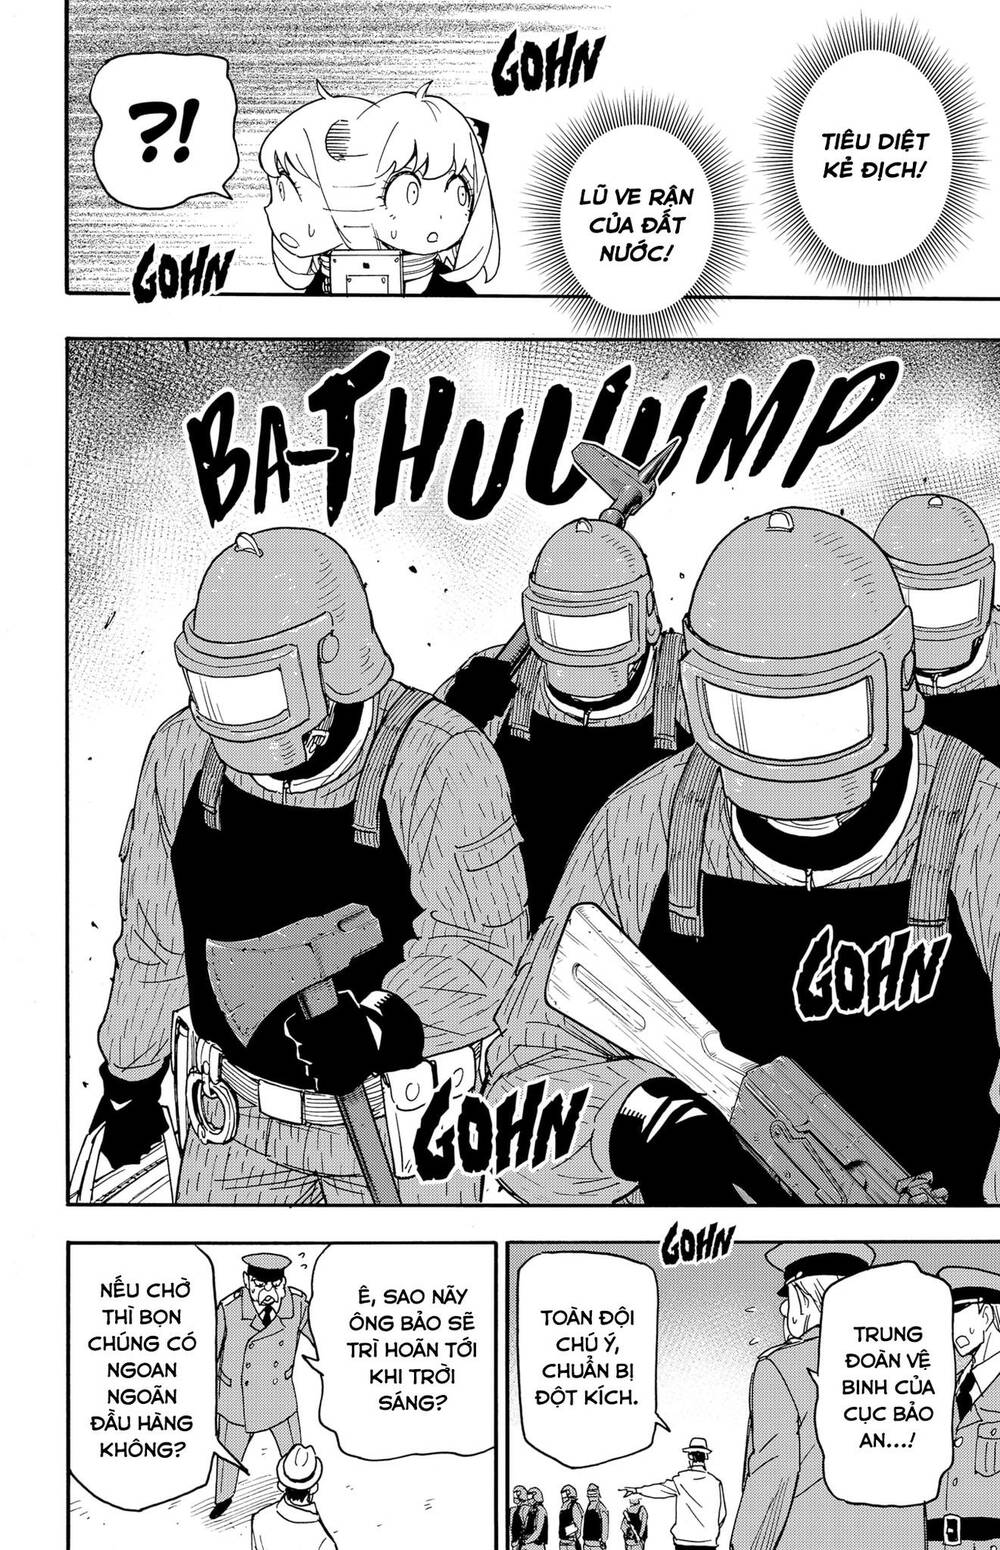 TIÊU DIỆT
KẺ ĐỊCH!
LŨ VE RẬN
CỦA ĐẤT
NƯỚC!
GOHN
?!
GOHN
BA-THUUUUMP
GOHN
GOHN
GOHN
TRUNG
ĐOÀN VỆ
BINH CỦA
CỤC BẢO
AN...!
TOÀN ĐỘI
CHÚ Ý,
CHUẨN BỊ
ĐỘT KÍCH.
Ê, SAO NÃY
ÔNG BẢO SẼ
TRÌ HOÃN TỚI
KHI TRỜI
SÁNG?
NẾU CHỜ
THÌ BỌN
CHÚNG CÓ
NGOAN
NGOÃN
ĐẦU HÀNG
KHÔNG?